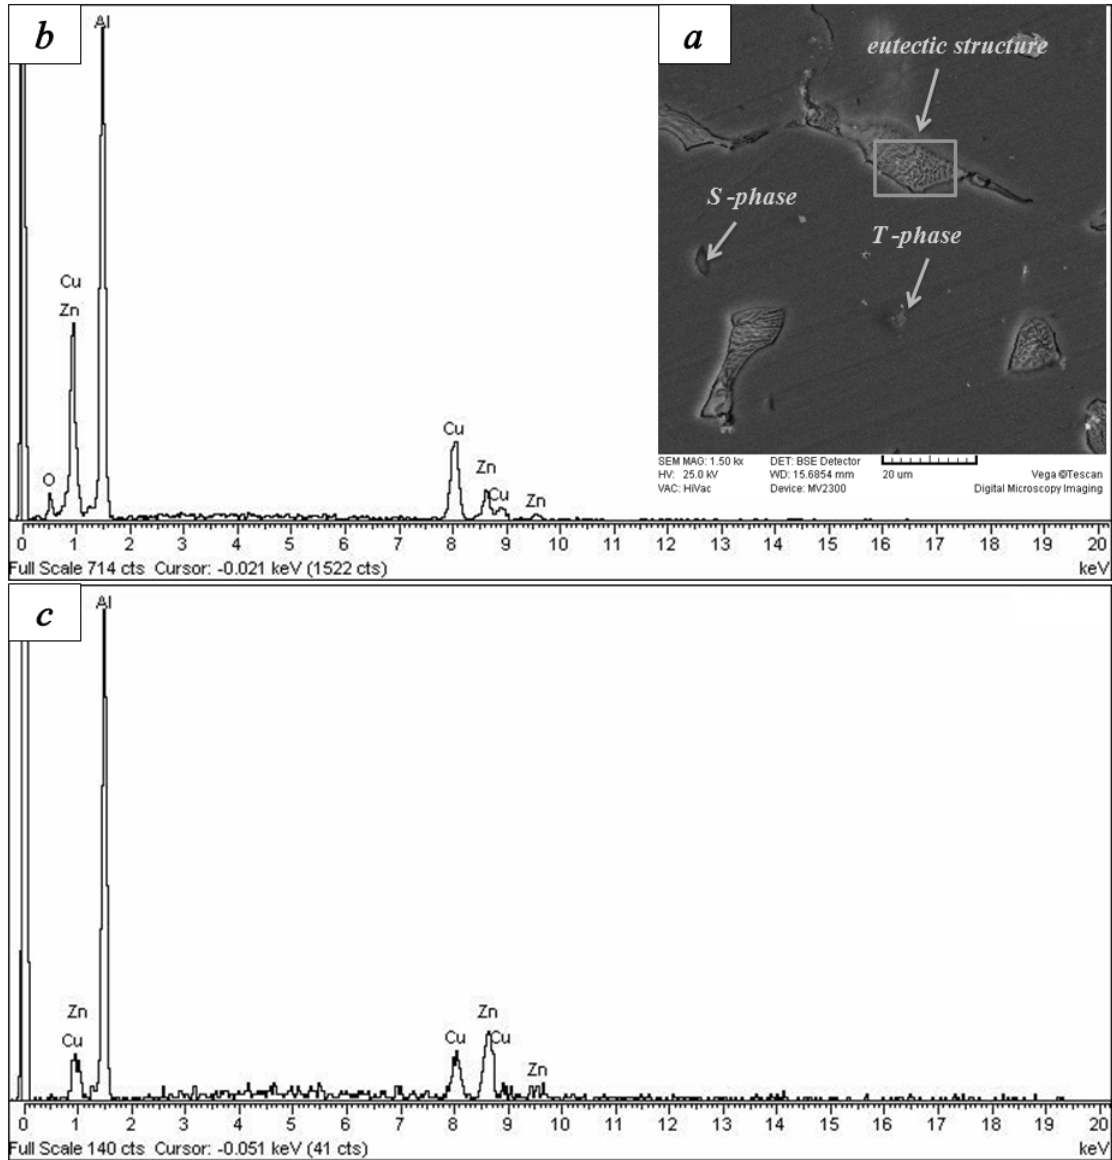 b
Al
Cu
Zn
O
Cu
Zn
Cu
Zn
0 1 2 3 4 5 6 7 8 9 10 11 12 13 14 15 16 17 18 19 20
Full Scale 714 cts Cursor: -0.021 keV (1522 cts)
keV
a
eutectic structure
S -phase
T -phase
SEM MAG: 1.50 kx DET: BSE Detector
HV: 25.0 kV WD: 15.6854 mm 20 um Vega ©Tescan
VAC: HiVac Device: MV2300 Digital Microscopy Imaging
c
Al
Zn
Cu
Cu
Zn
Cu
Zn
0 1 2 3 4 5 6 7 8 9 10 11 12 13 14 15 16 17 18 19 20
Full Scale 140 cts Cursor: -0.051 keV (41 cts)
keV